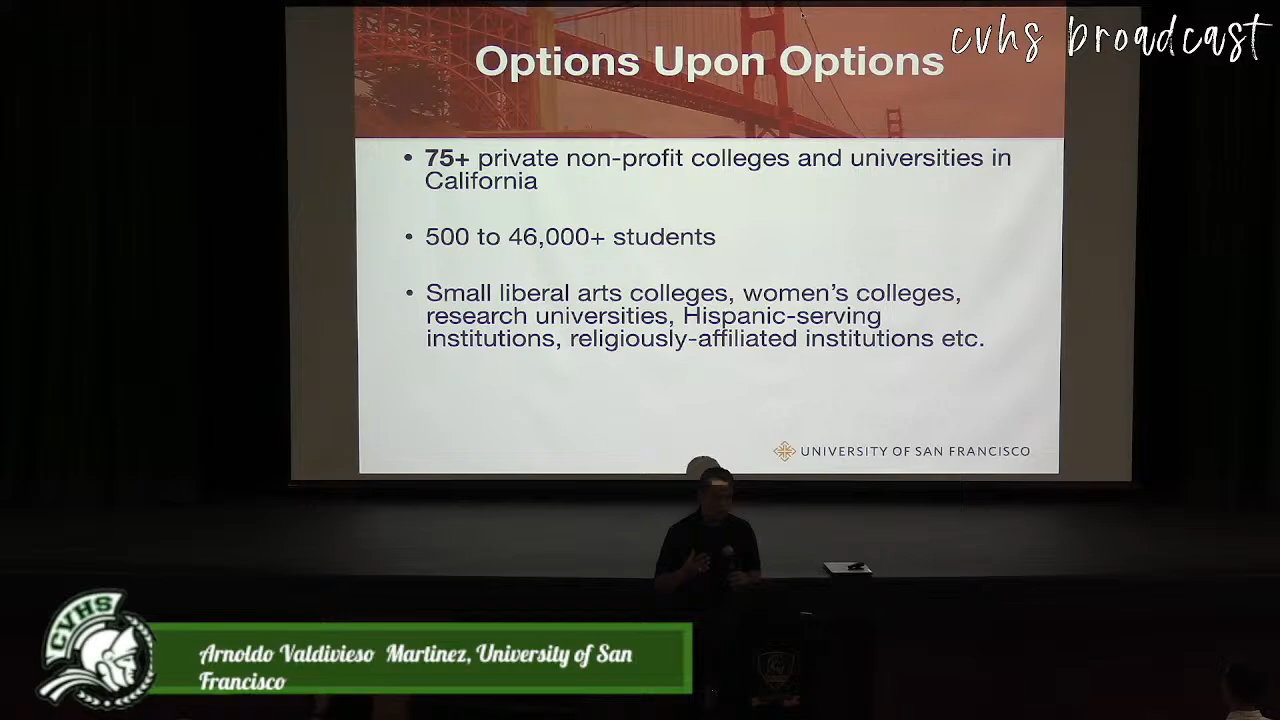 cvhs broadcast
Options Upon Options
• 75+ private non-profit colleges and universities in
California
• 500 to 46,000+ students
• Small liberal arts colleges, women's colleges,
research universities, Hispanic-serving
institutions, religiously-affiliated institutions etc.
UNIVERSITY OF SAN FRANCISCO
CVHS
Arnoldo Valdivieso Martinez, University of San
Francisco